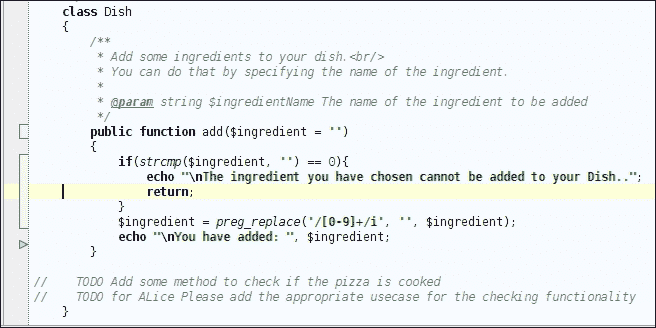 class Dish
{
/**
* Add some ingredients to your dish.<br/>
* You can do that by specifying the name of the ingredient.
*
* @param string $ingredientName The name of the ingredient to be added
*/
public function add($ingredient = '')
{
if(strcmp($ingredient, '') == 0){
echo "\nThe ingredient you have chosen cannot be added to your Dish..";
return;
}
$ingredient = preg_replace('/[0-9]+/i', '', $ingredient);
echo "\nYou have added: ", $ingredient;
}
// TODO Add some method to check if the pizza is cooked
// TODO for ALice Please add the appropriate usecase for the checking functionality
}